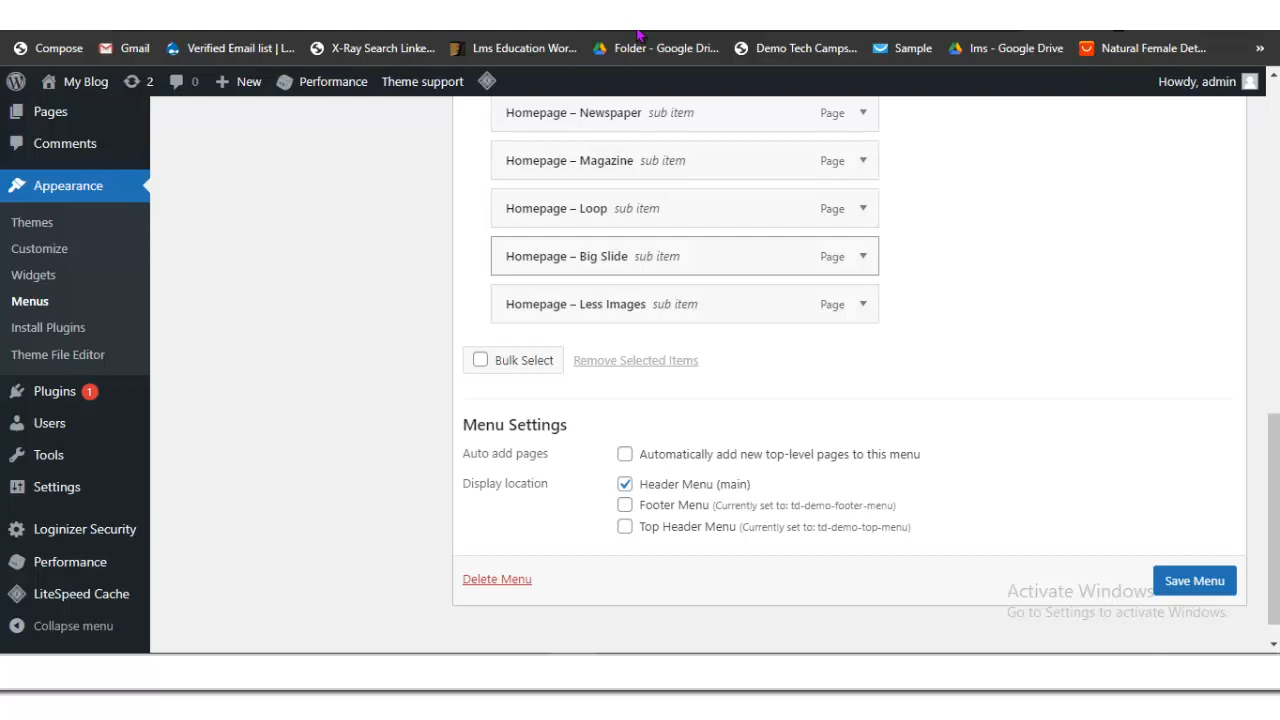 Compose Gmail Verified Email list | L... X-Ray Search Linke... Lms Education Wor... Folder - Google Dri... Demo Tech Camps... Sample lms - Google Drive Natural Female Det... »
My Blog 2 0 New Performance Theme support Howdy, admin
Pages
Comments
Appearance
Themes
Customize
Widgets
Menus
Install Plugins
Theme File Editor
Plugins 1
Users
Tools
Settings
Loginizer Security
Performance
LiteSpeed Cache
Collapse menu
Homepage – Newspaper sub item Page
Homepage – Magazine sub item Page
Homepage – Loop sub item Page
Homepage – Big Slide sub item Page
Homepage – Less Images sub item Page
Bulk Select Remove Selected Items
Menu Settings
Auto add pages Automatically add new top-level pages to this menu
Display location Header Menu (main)
Footer Menu (Currently set to: td-demo-footer-menu)
Top Header Menu (Currently set to: td-demo-top-menu)
Delete Menu Save Menu
Activate Windows
Go to Settings to activate Windows.